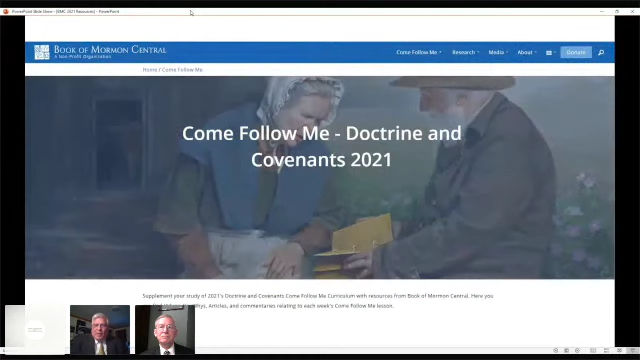 PowerPoint Slide Show - [BMC 2021 Resources] - PowerPoint
BOOK OF MORMON CENTRAL
A Non-Profit Organization
Come Follow Me
Research
Media
About
Donate
Home / Come Follow Me
Come Follow Me - Doctrine and
Covenants 2021
Supplement your study of 2021's Doctrine and Covenants Come Follow Me Curriculum with resources from Book of Mormon Central. Here you
Articles, and commentaries relating to each week's Come Follow Me lesson.